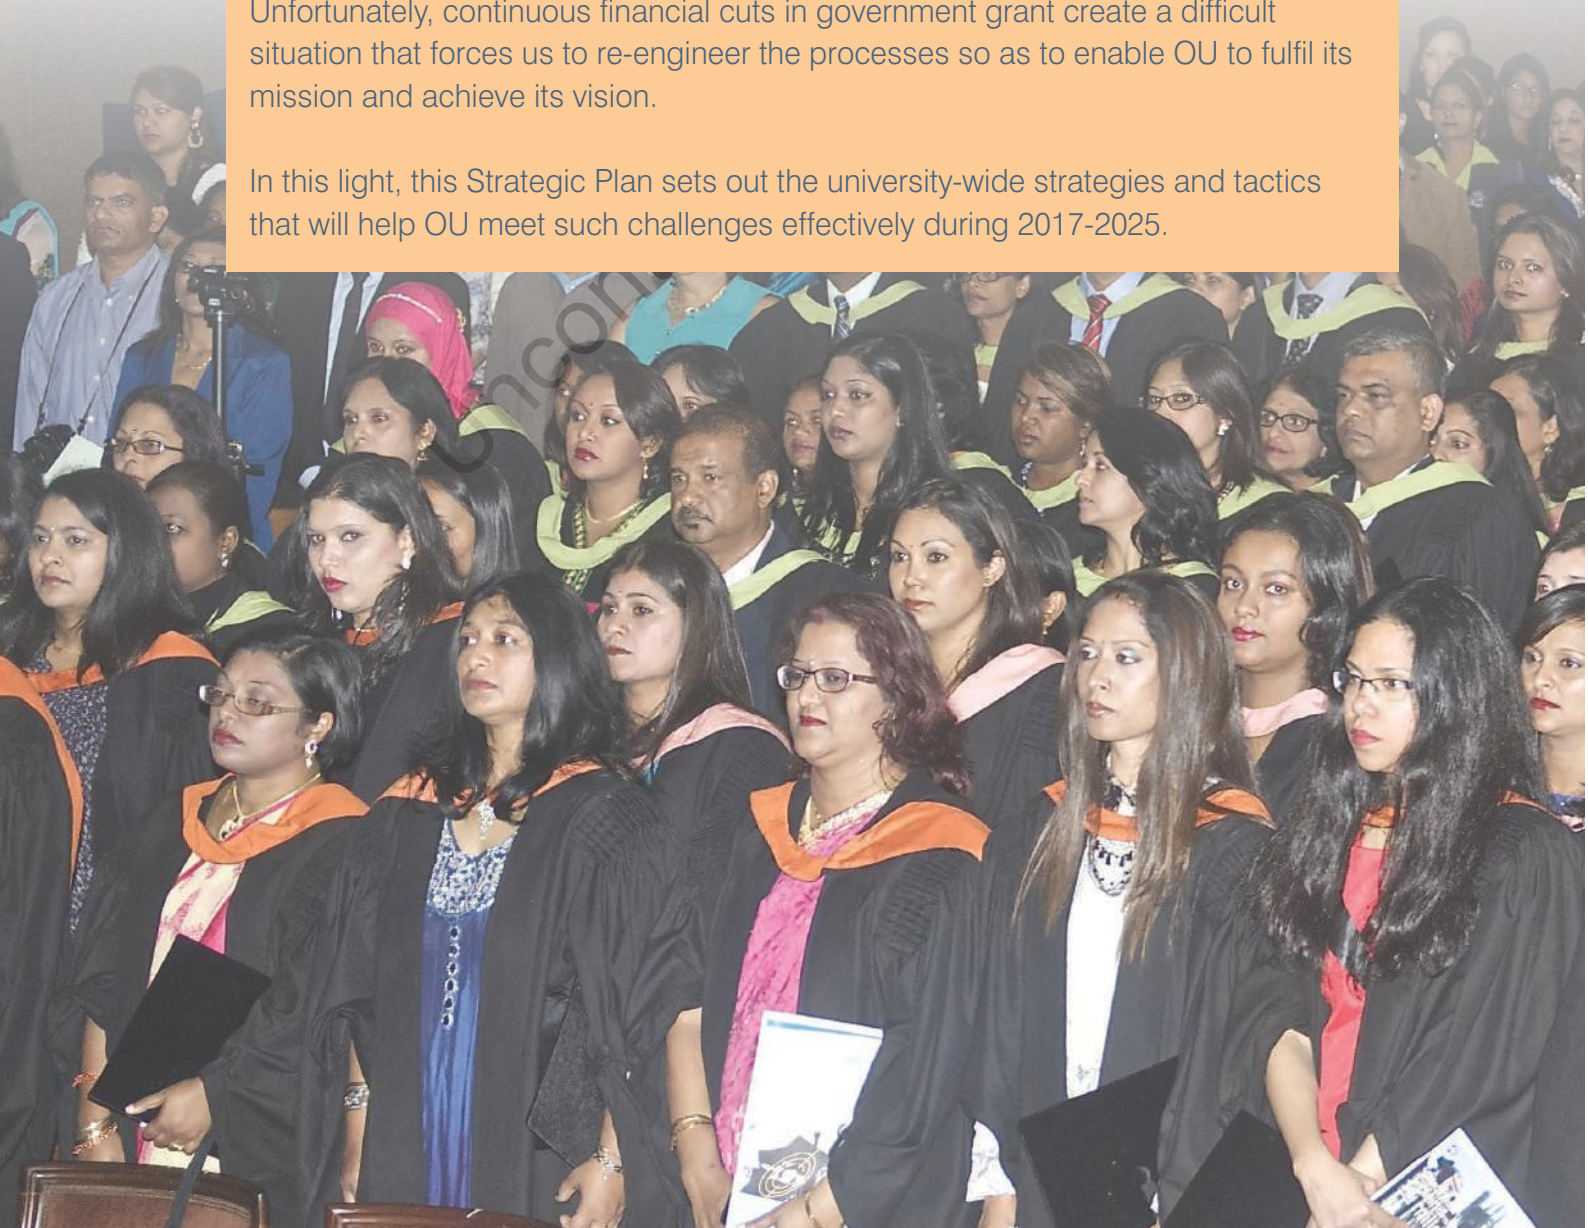 Unfortunately, continuous financial cuts in government grant create a difficult
situation that forces us to re-engineer the processes so as to enable OU to fulfil its
mission and achieve its vision.
In this light, this Strategic Plan sets out the university-wide strategies and tactics
that will help OU meet such challenges effectively during 2017-2025.